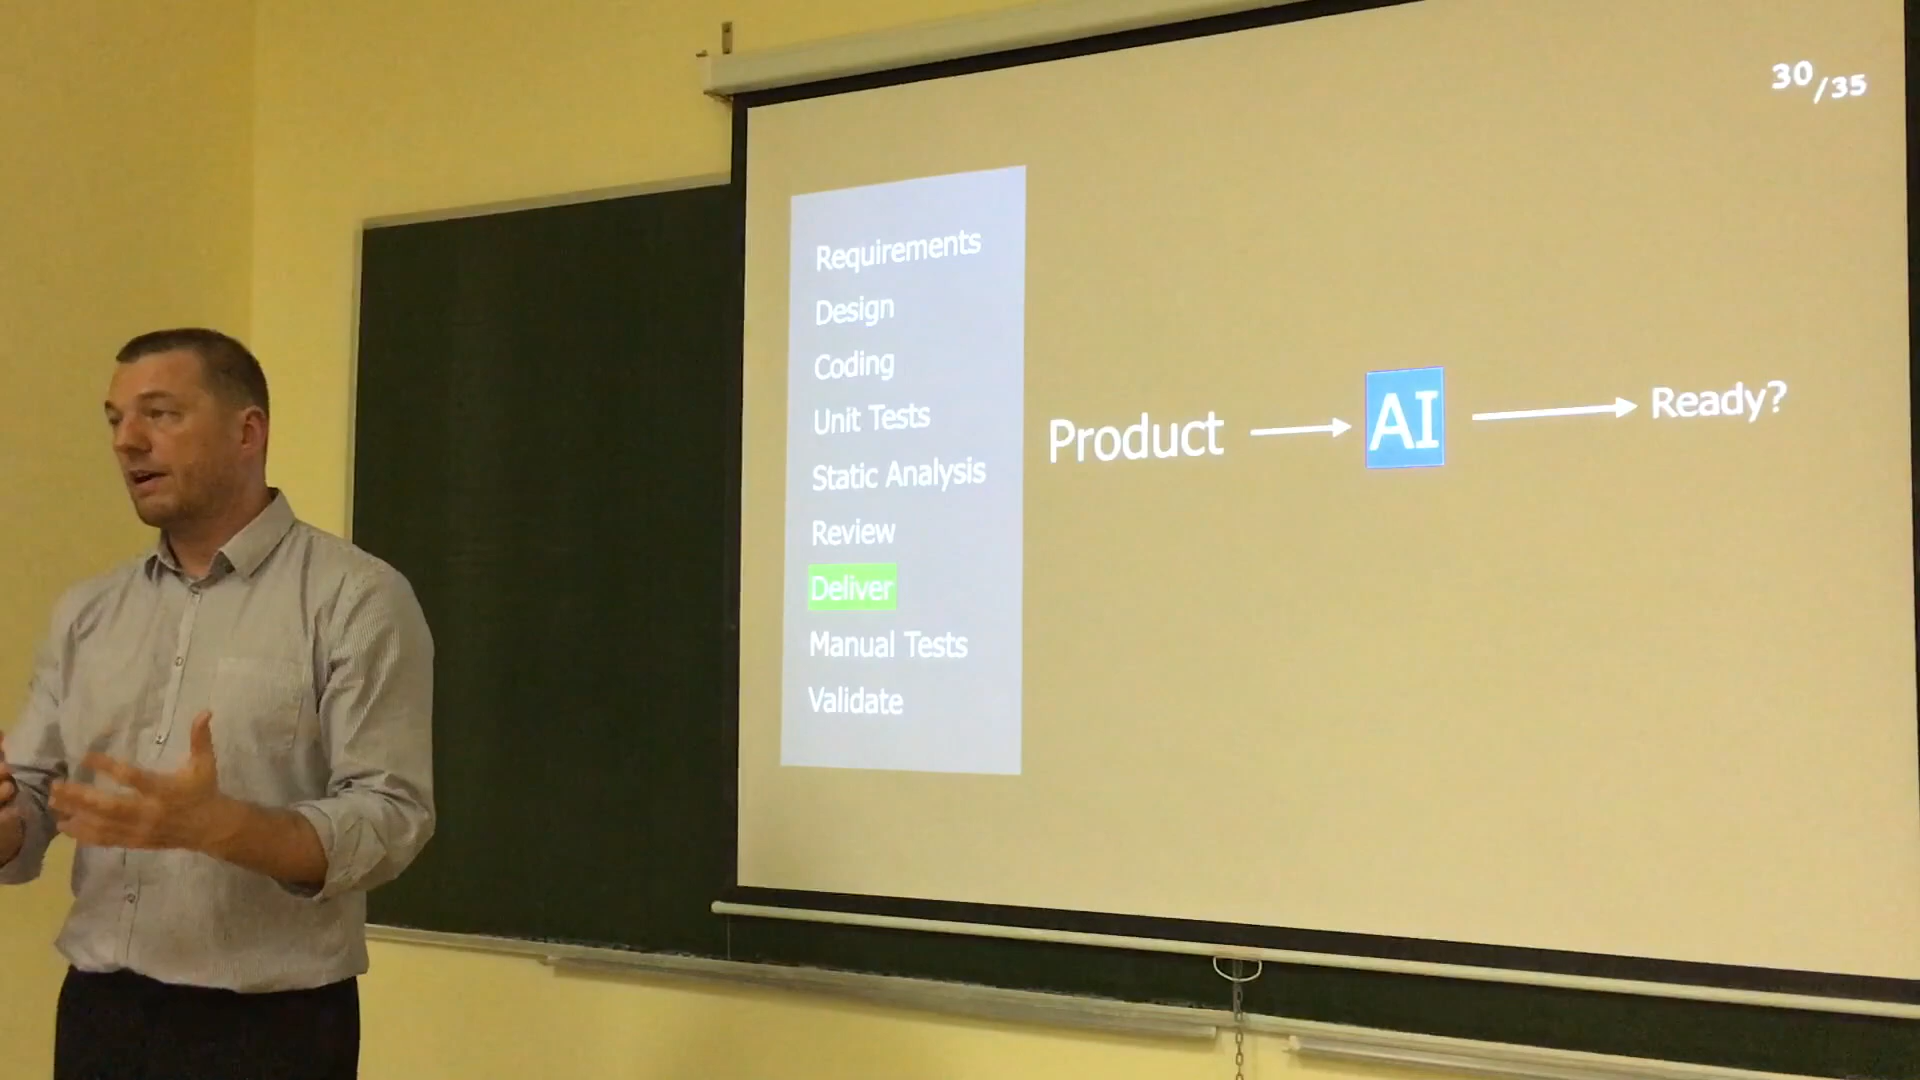 30/35
Requirements
Design
Coding
Unit Tests
Static Analysis
Review
Deliver
Manual Tests
Validate
Product
AI
Ready?